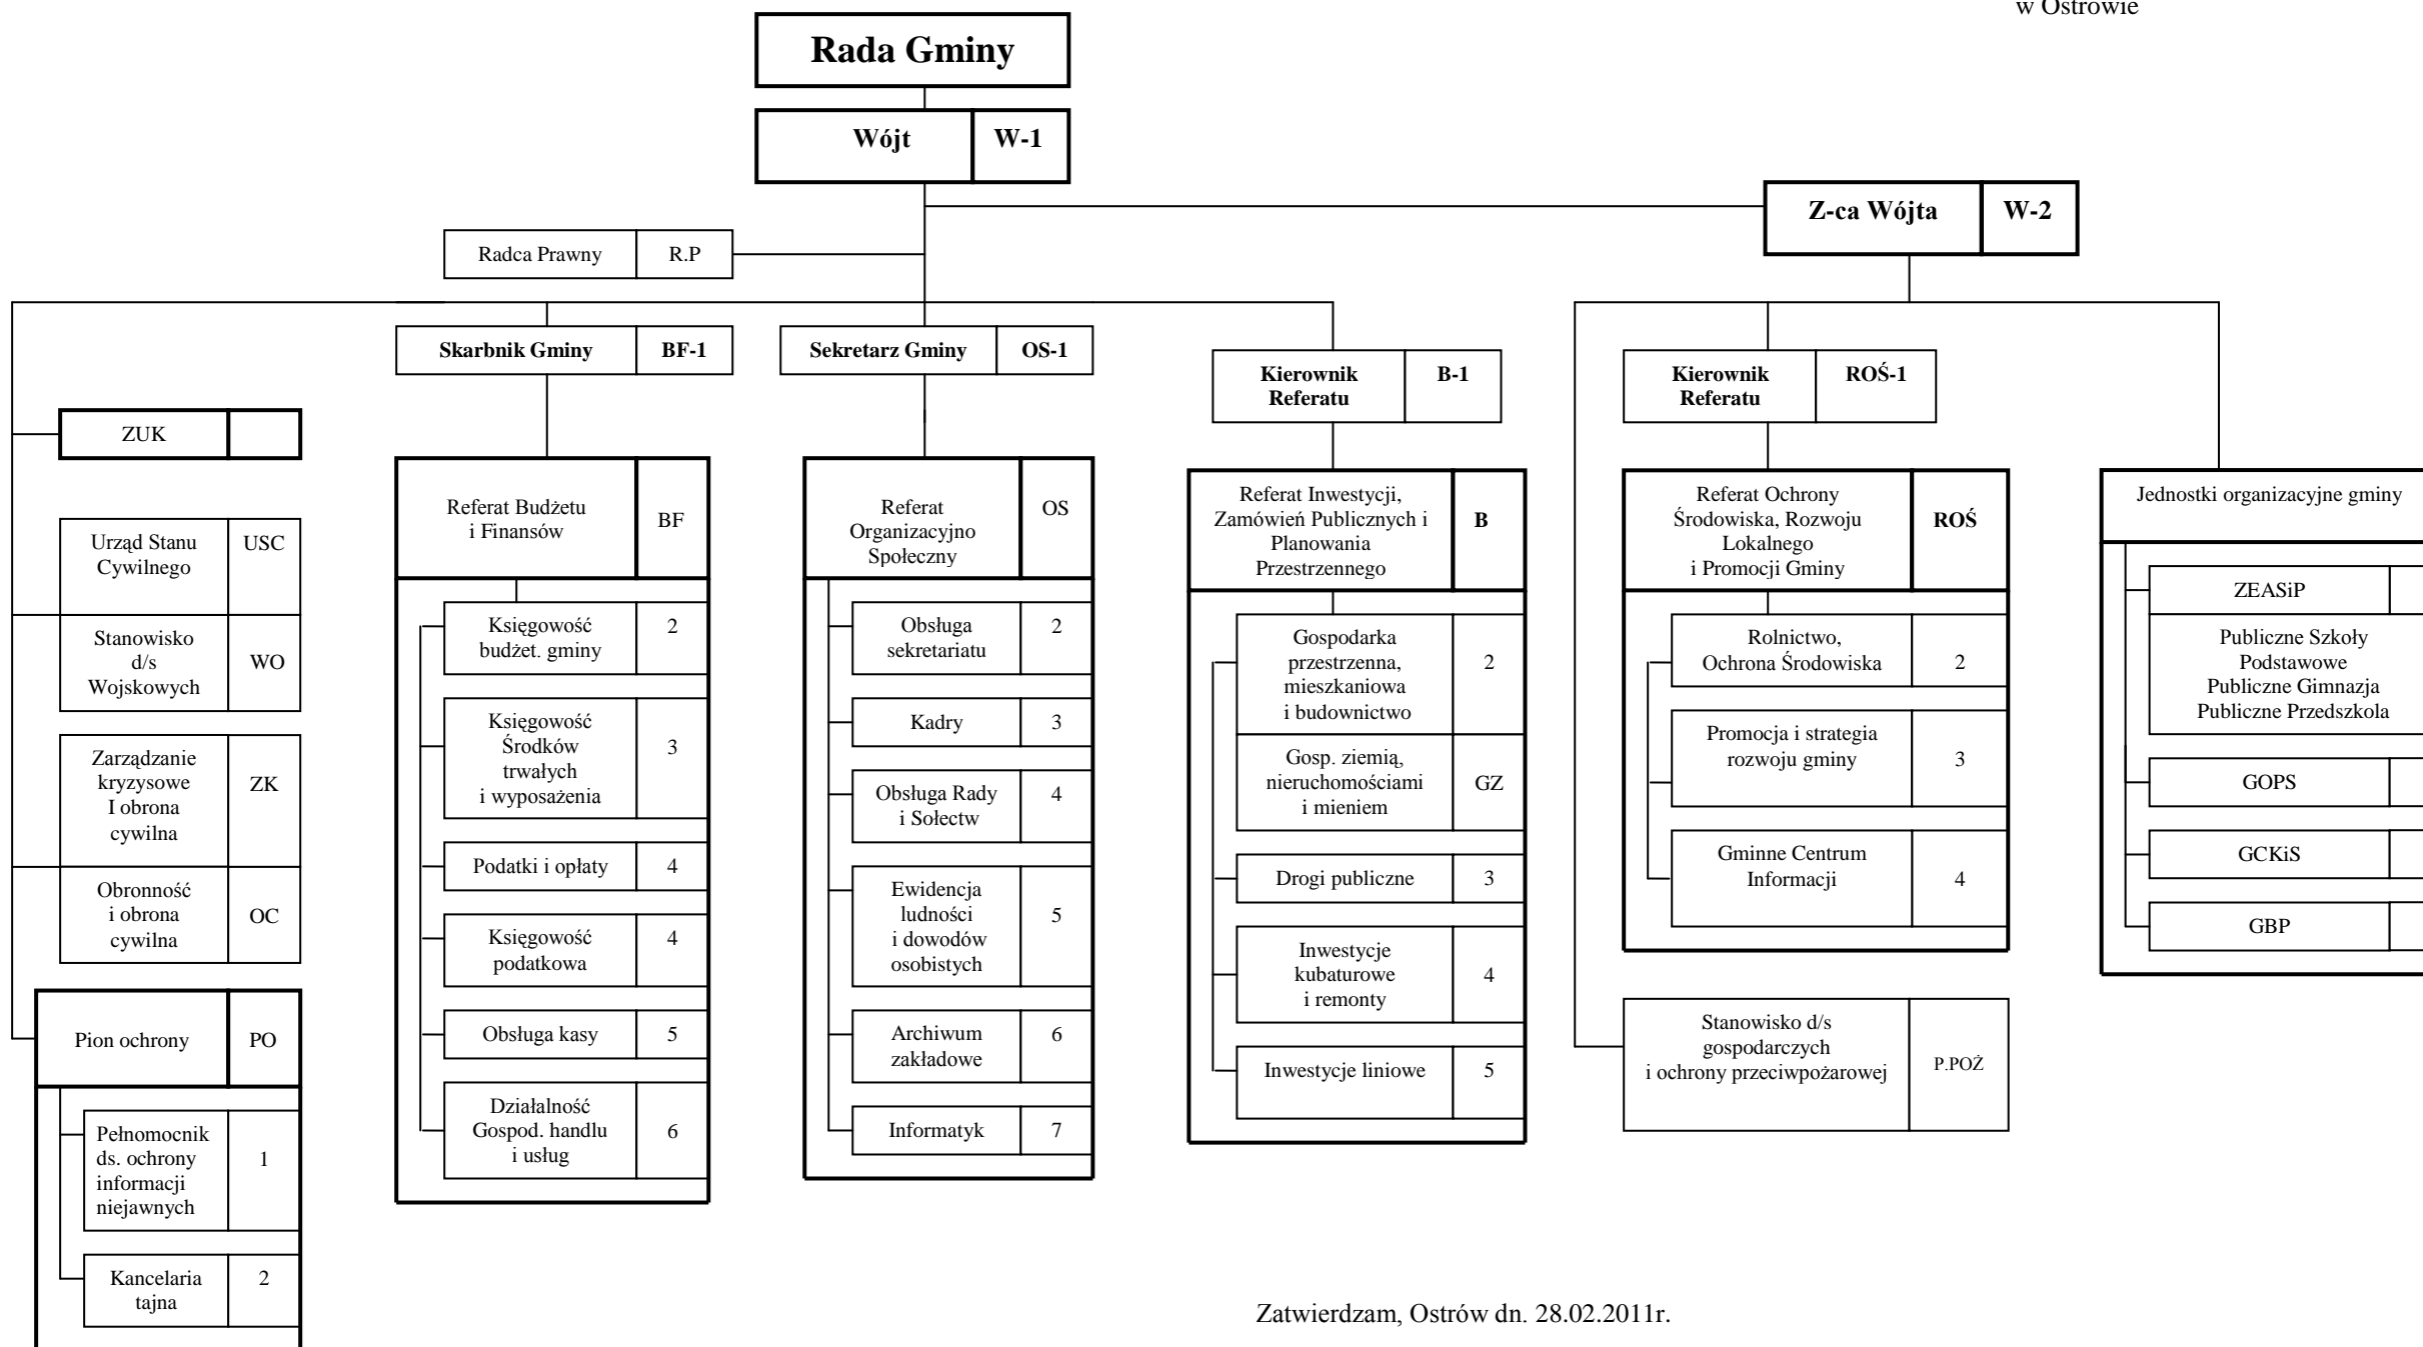 w Ostrowie
Rada Gminy
Wójt W-1
Z-ca Wójta W-2
Radca Prawny R.P
Skarbnik Gminy BF-1
Sekretarz Gminy OS-1
Kierownik
Referatu
B-1
Kierownik
Referatu
ROŚ-1
ZUK
Urząd Stanu
Cywilnego
USC
Stanowisko
d/s
Wojskowych
WO
Zarządzanie
kryzysowe
I obrona
cywilna
ZK
Obronność
i obrona
cywilna
OC
Pion ochrony PO
Pełnomocnik
ds. ochrony
informacji
niejawnych
1
Kancelaria
tajna
2
Referat Budżetu
i Finansów
BF
Księgowość
budżet. gminy
2
Księgowość
Środków
trwałych
i wyposażenia
3
Podatki i opłaty 4
Księgowość
podatkowa
4
Obsługa kasy 5
Działalność
Gospod. handlu
i usług
6
Referat
Organizacyjno
Społeczny
OS
Obsługa
sekretariatu
2
Kadry 3
Obsługa Rady
i Sołectw
4
Ewidencja
ludności
i dowodów
osobistych
5
Archiwum
zakładowe
6
Informatyk 7
Referat Inwestycji,
Zamówień Publicznych i
Planowania
Przestrzennego
B
Gospodarka
przestrzenna,
mieszkaniowa
i budownictwo
2
Gosp. ziemią,
nieruchomościami
i mieniem
GZ
Drogi publiczne 3
Inwestycje
kubaturowe
i remonty
4
Inwestycje liniowe 5
Referat Ochrony
Środowiska, Rozwoju
Lokalnego
i Promocji Gminy
ROŚ
Rolnictwo,
Ochrona Środowiska
2
Promocja i strategia
rozwoju gminy
3
Gminne Centrum
Informacji
4
Stanowisko d/s
gospodarczych
i ochrony przeciwpożarowej
P.POŻ
Jednostki organizacyjne gminy
ZEASiP
Publiczne Szkoły
Podstawowe
Publiczne Gimnazja
Publiczne Przedszkola
GOPS
GCKiS
GBP
Zatwierdzam, Ostrów dn. 28.02.2011r.